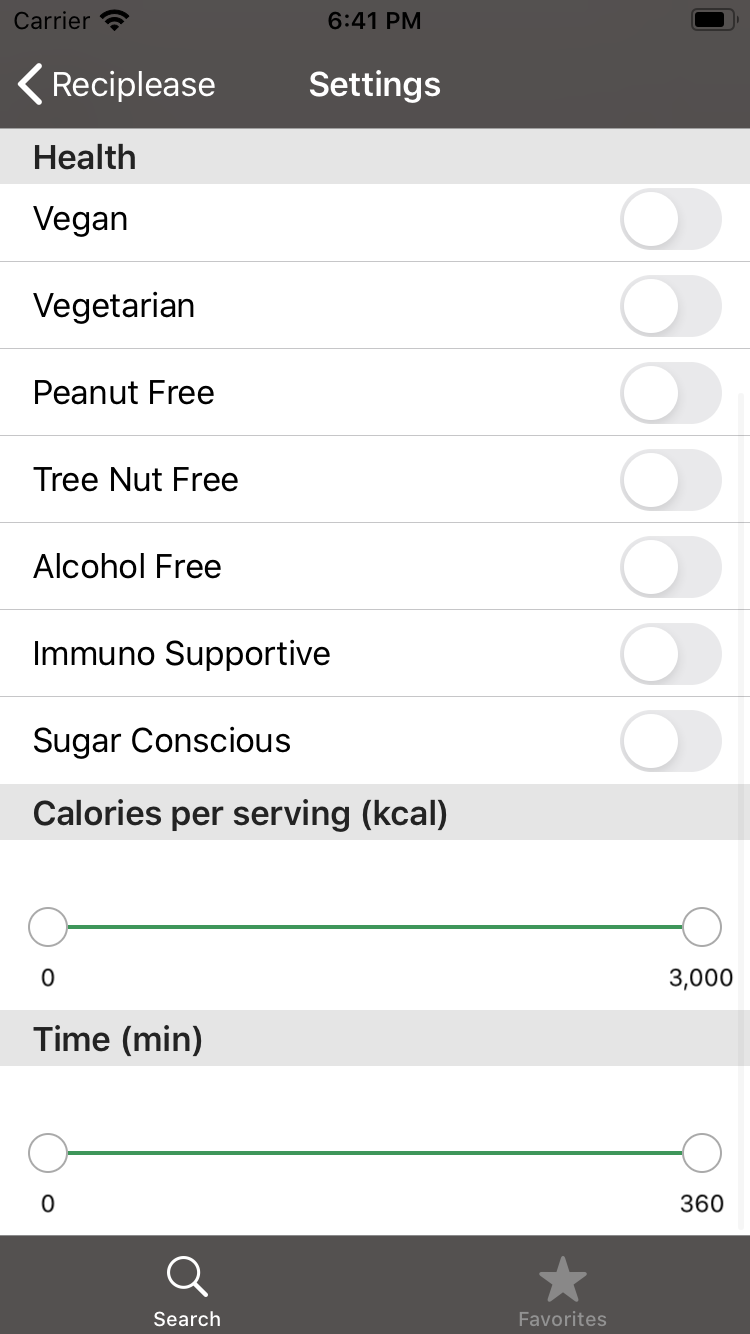 Carrier 6:41 PM
Reciplease Settings
Health
Vegan
Vegetarian
Peanut Free
Tree Nut Free
Alcohol Free
Immuno Supportive
Sugar Conscious
Calories per serving (kcal)
0 3,000
Time (min)
0 360
Search Favorites